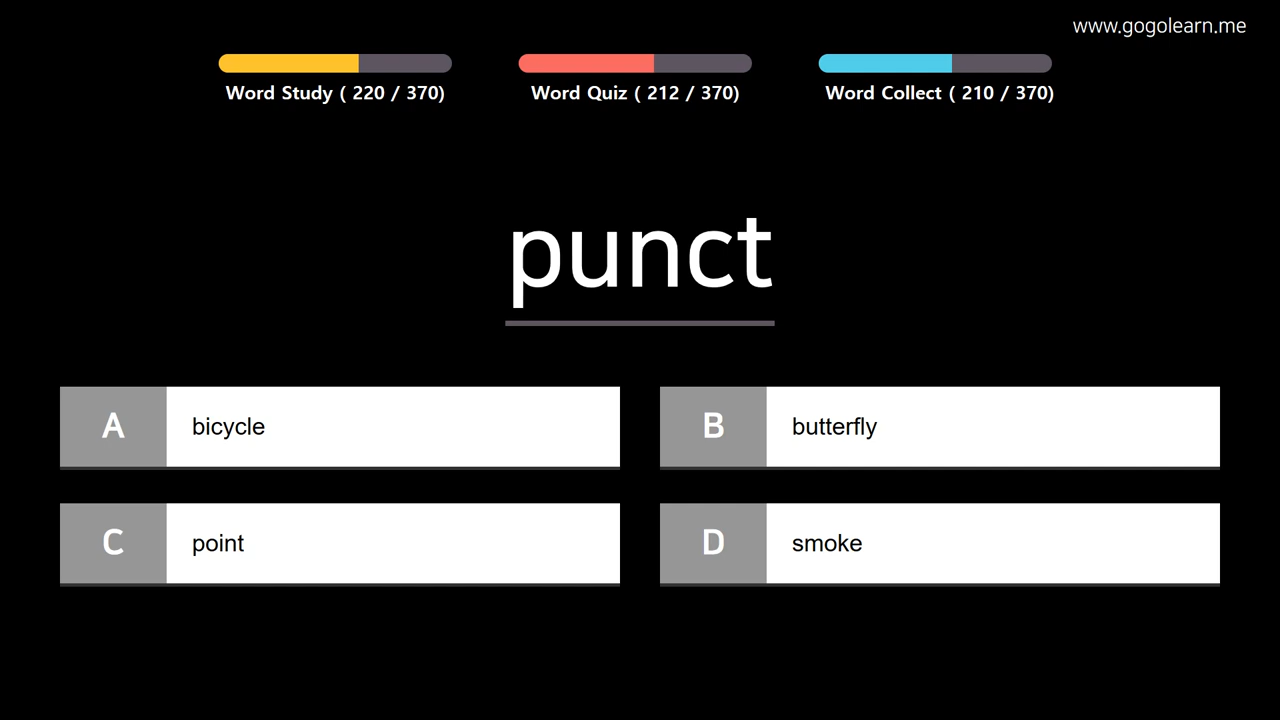 www.gogolearn.me
Word Study ( 220 / 370)
Word Quiz ( 212 / 370)
Word Collect ( 210 / 370)
punct
A bicycle
B butterfly
C point
D smoke